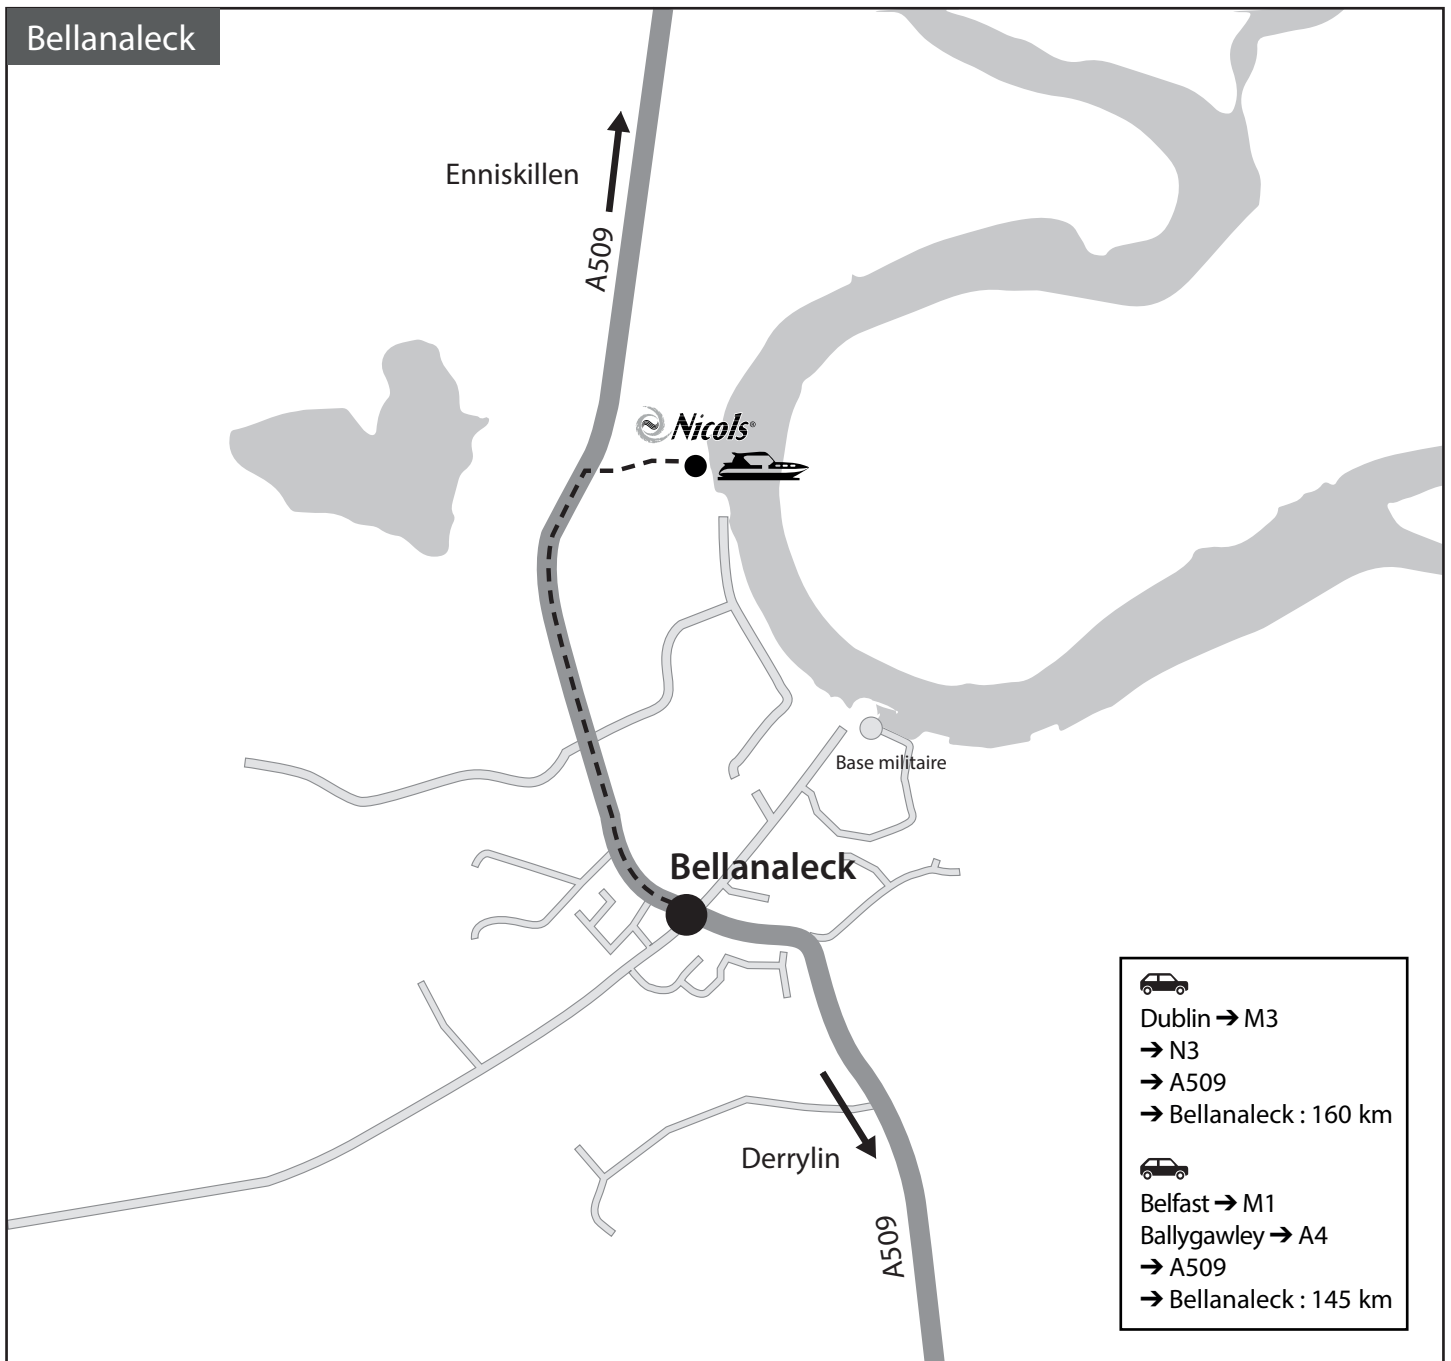 Bellanaleck
Enniskillen
A509
Nicols®
Base militaire
Bellanaleck
Derrylin
A509
Dublin ➔ M3
➔ N3
➔ A509
➔ Bellanaleck : 160 km
Belfast ➔ M1
Ballygawley ➔ A4
➔ A509
➔ Bellanaleck : 145 km